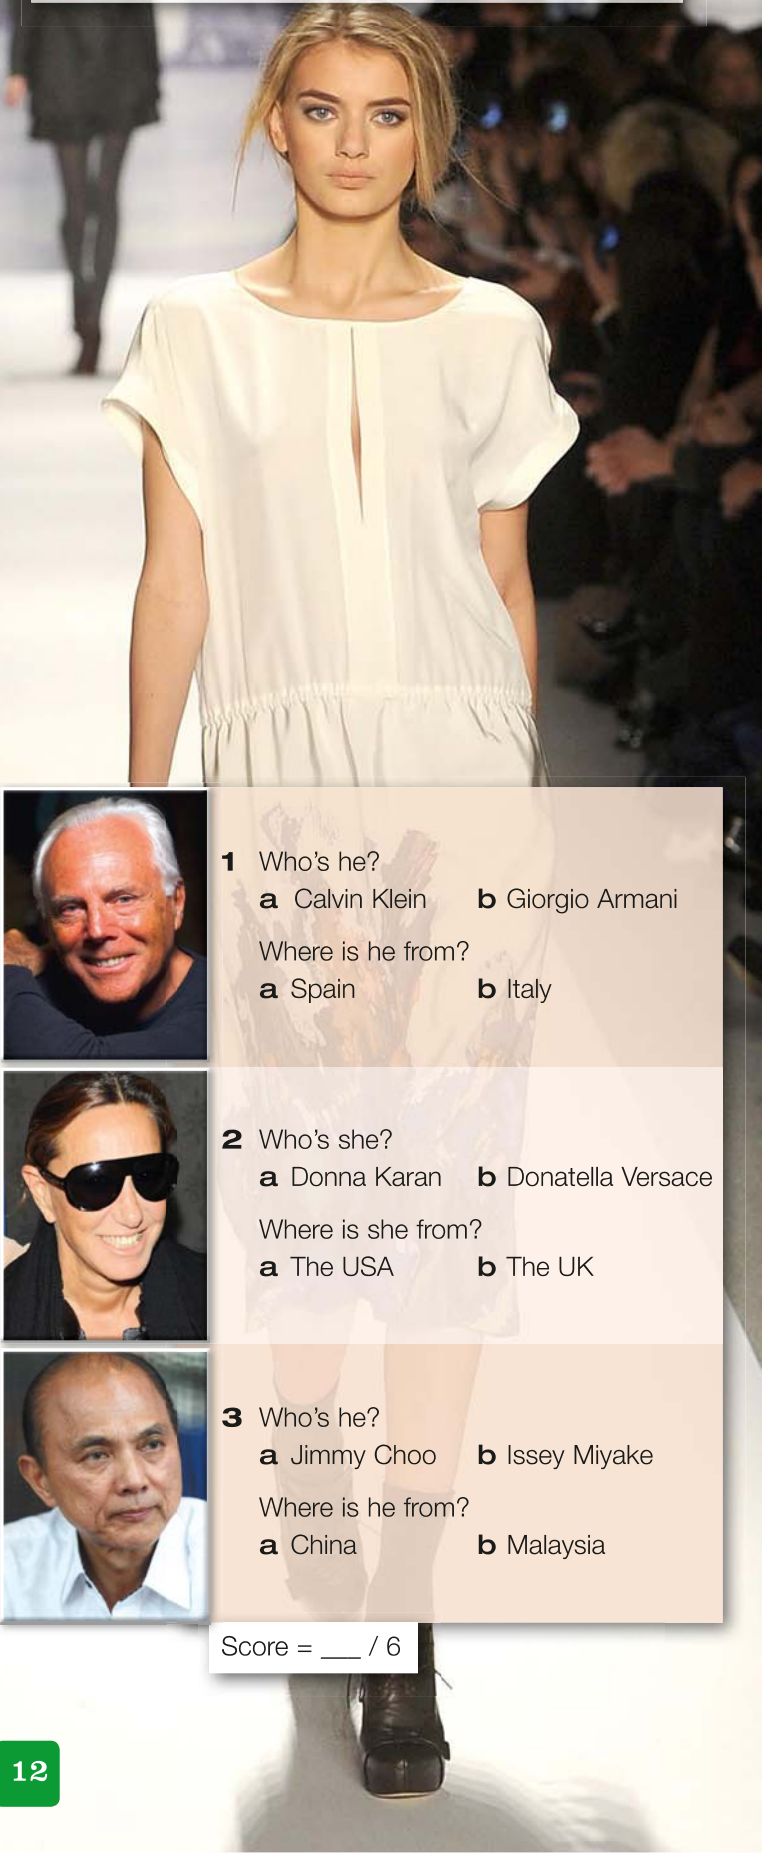 1 Who's he?
a Calvin Klein b Giorgio Armani
Where is he from?
a Spain b Italy
2 Who's she?
a Donna Karan b Donatella Versace
Where is she from?
a The USA b The UK
3 Who's he?
a Jimmy Choo b Issey Miyake
Where is he from?
a China b Malaysia
Score = ___ / 6
12